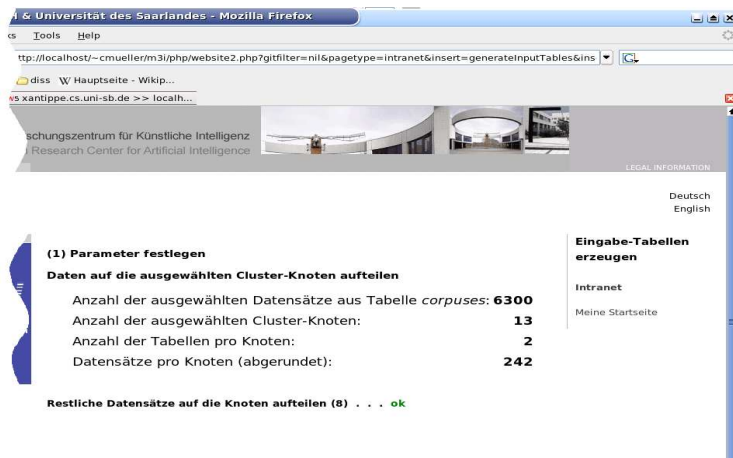 & Universität des Saarlandes - Mozilla Firefox
Tools Help
ttp://localhost/~cmueller/m3i/php/website2.php?gitfilter=nil&pagetype=intranet&insert=generateInputTables&ins
diss W Hauptseite - Wikip...
xantippe.cs.uni-sb.de >> localh...
schungszentrum für Künstliche Intelligenz
Research Center for Artificial Intelligence
LEGAL INFORMATION
Deutsch
English
(1) Parameter festlegen
Daten auf die ausgewählten Cluster-Knoten aufteilen
Anzahl der ausgewählten Datensätze aus Tabelle corpuses: 6300
Anzahl der ausgewählten Cluster-Knoten: 13
Anzahl der Tabellen pro Knoten: 2
Datensätze pro Knoten (abgerundet): 242
Restliche Datensätze auf die Knoten aufteilen (8) . . . ok
Eingabe-Tabellen
erzeugen
Intranet
Meine Startseite